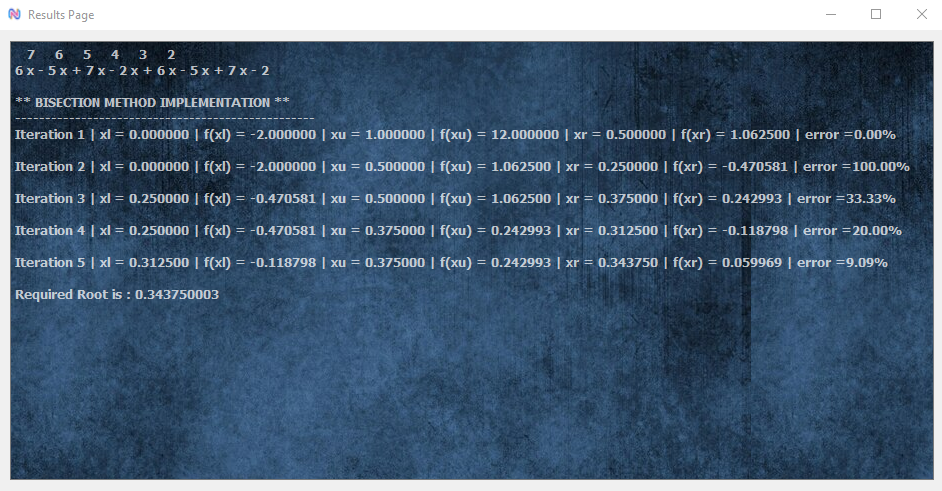 Results Page
7 6 5 4 3 2
6 x - 5 x + 7 x - 2 x + 6 x - 5 x + 7 x - 2
** BISECTION METHOD IMPLEMENTATION **
--------------------------------------------------
Iteration 1 | xl = 0.000000 | f(xl) = -2.000000 | xu = 1.000000 | f(xu) = 12.000000 | xr = 0.500000 | f(xr) = 1.062500 | error =0.00%
Iteration 2 | xl = 0.000000 | f(xl) = -2.000000 | xu = 0.500000 | f(xu) = 1.062500 | xr = 0.250000 | f(xr) = -0.470581 | error =100.00%
Iteration 3 | xl = 0.250000 | f(xl) = -0.470581 | xu = 0.500000 | f(xu) = 1.062500 | xr = 0.375000 | f(xr) = 0.242993 | error =33.33%
Iteration 4 | xl = 0.250000 | f(xl) = -0.470581 | xu = 0.375000 | f(xu) = 0.242993 | xr = 0.312500 | f(xr) = -0.118798 | error =20.00%
Iteration 5 | xl = 0.312500 | f(xl) = -0.118798 | xu = 0.375000 | f(xu) = 0.242993 | xr = 0.343750 | f(xr) = 0.059969 | error =9.09%
Required Root is : 0.343750003